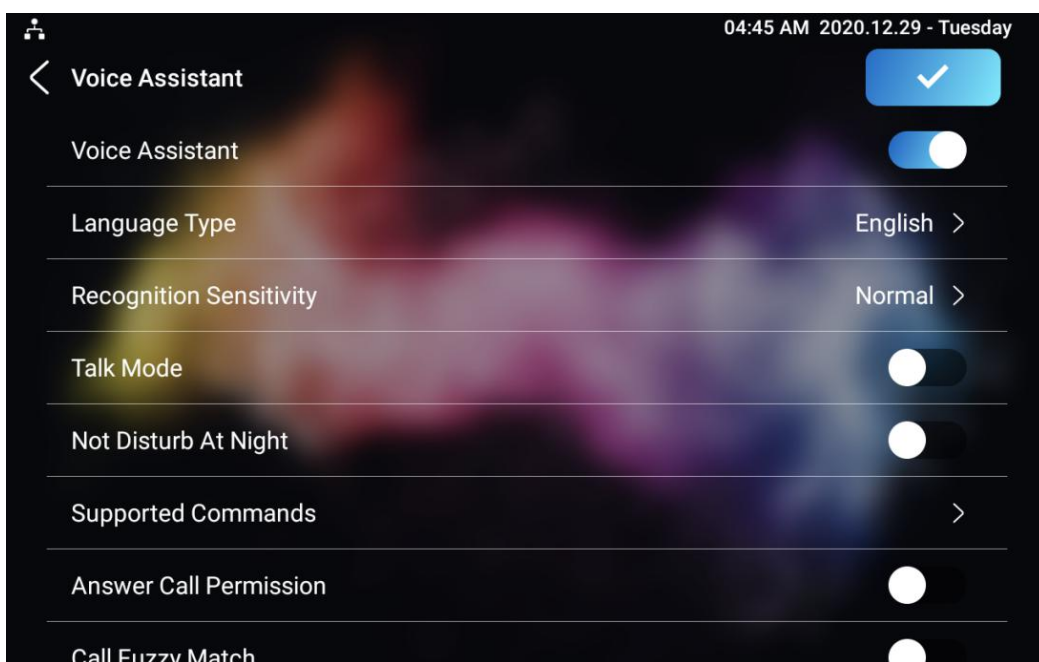 04:45 AM 2020.12.29 - Tuesday
Voice Assistant
Voice Assistant
Language Type English
Recognition Sensitivity Normal
Talk Mode
Not Disturb At Night
Supported Commands
Answer Call Permission
Call Fuzzy Match